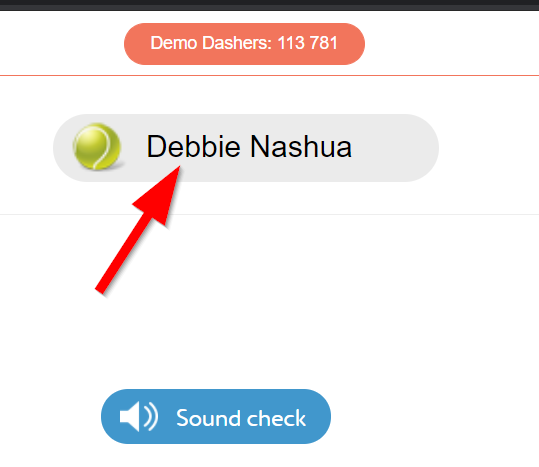 Demo Dashers: 113 781
Debbie Nashua
Sound check